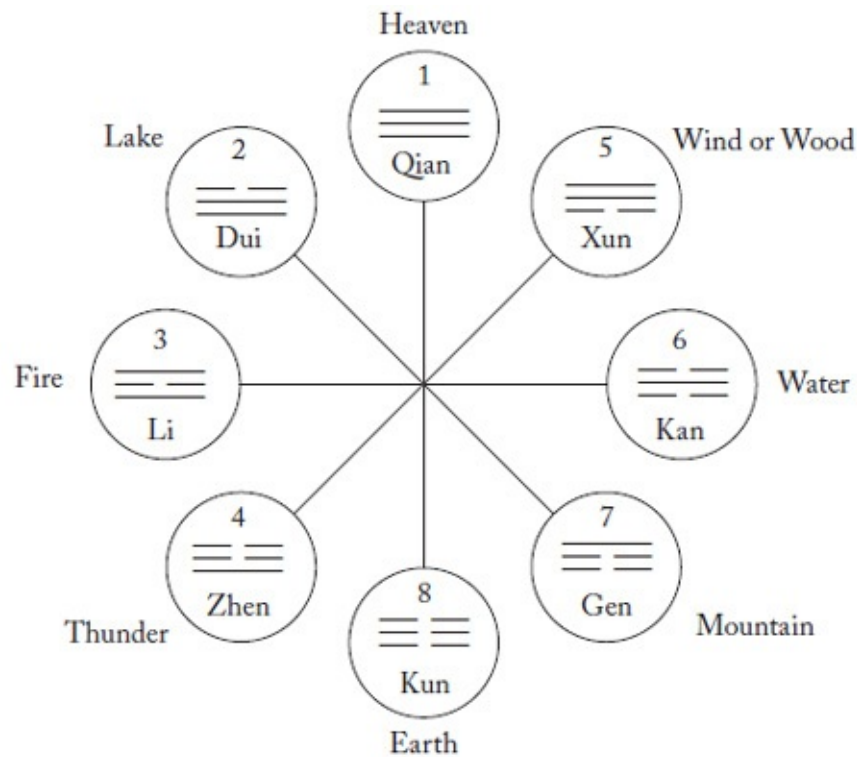 Heaven
1
Qian
Lake
2
Dui
5
Xun
Wind or Wood
Fire
3
Li
6
Kan
Water
4
Zhen
Thunder
7
Gen
Mountain
8
Kun
Earth